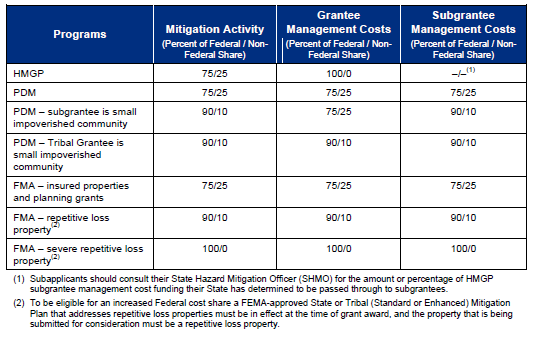 Programs
Mitigation Activity
(Percent of Federal / Non-
Federal Share)
Grantee
Management Costs
(Percent of Federal / Non-
Federal Share)
Subgrantee
Management Costs
(Percent of Federal / Non-
Federal Share)
HMGP 75/25 100/0 –/–(1)
PDM 75/25 75/25 75/25
PDM – subgrantee is small
impoverished community
90/10 75/25 90/10
PDM – Tribal Grantee is
small impoverished
community
90/10 90/10 90/10
FMA – insured properties
and planning grants
75/25 75/25 75/25
FMA – repetitive loss
property(2)
90/10 90/10 90/10
FMA – severe repetitive loss
property(2)
100/0 100/0 100/0
(1) Subapplicants should consult their State Hazard Mitigation Officer (SHMO) for the amount or percentage of HMGP
subgrantee management cost funding their State has determined to be passed through to subgrantees.
(2) To be eligible for an increased Federal cost share a FEMA-approved State or Tribal (Standard or Enhanced) Mitigation
Plan that addresses repetitive loss properties must be in effect at the time of grant award, and the property that is being
submitted for consideration must be a repetitive loss property.